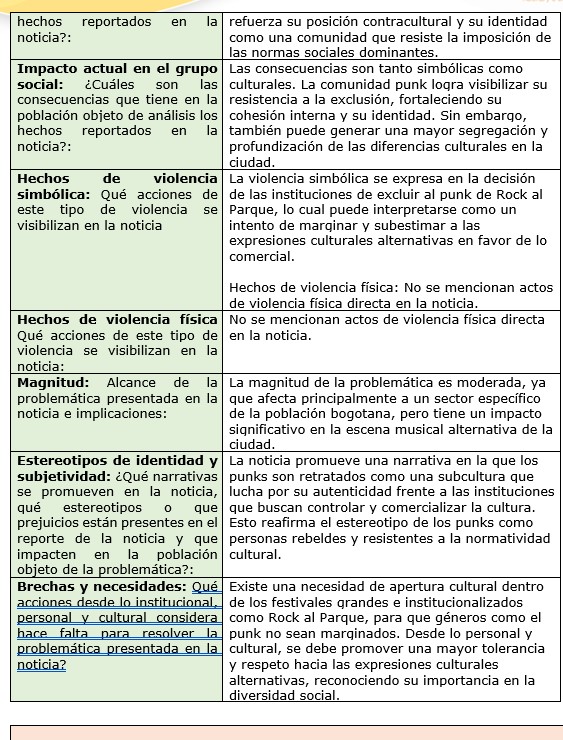 hechos reportados en la
noticia?:
refuerza su posición contracultural y su identidad
como una comunidad que resiste la imposición de
las normas sociales dominantes.
Impacto actual en el grupo
social: ¿Cuáles son las
consecuencias que tiene en la
población objeto de análisis los
hechos reportados en la
noticia?:
Las consecuencias son tanto simbólicas como
culturales. La comunidad punk logra visibilizar su
resistencia a la exclusión, fortaleciendo su
cohesión interna y su identidad. Sin embargo,
también puede generar una mayor segregación y
profundización de las diferencias culturales en la
ciudad.
Hechos de violencia
simbólica: Qué acciones de
este tipo de violencia se
visibilizan en la noticia
La violencia simbólica se expresa en la decisión
de las instituciones de excluir al punk de Rock al
Parque, lo cual puede interpretarse como un
intento de marginar y subestimar a las
expresiones culturales alternativas en favor de lo
comercial.
Hechos de violencia física: No se mencionan actos
de violencia física directa en la noticia.
Hechos de violencia física
Qué acciones de este tipo de
violencia se visibilizan en la
noticia:
No se mencionan actos de violencia física directa
en la noticia.
Magnitud: Alcance de la
problemática presentada en la
noticia e implicaciones:
La magnitud de la problemática es moderada, ya
que afecta principalmente a un sector específico
de la población bogotana, pero tiene un impacto
significativo en la escena musical alternativa de la
ciudad.
Estereotipos de identidad y
subjetividad: ¿Qué narrativas
se promueven en la noticia,
qué estereotipos o que
prejuicios están presentes en el
reporte de la noticia y que
impacten en la población
objeto de la problemática?:
La noticia promueve una narrativa en la que los
punks son retratados como una subcultura que
lucha por su autenticidad frente a las instituciones
que buscan controlar y comercializar la cultura.
Esto reafirma el estereotipo de los punks como
personas rebeldes y resistentes a la normatividad
cultural.
Brechas y necesidades: Qué
acciones desde lo institucional,
personal y cultural considera
hace falta para resolver la
problemática presentada en la
noticia?
Existe una necesidad de apertura cultural dentro
de los festivales grandes e institucionalizados
como Rock al Parque, para que géneros como el
punk no sean marginados. Desde lo personal y
cultural, se debe promover una mayor tolerancia
y respeto hacia las expresiones culturales
alternativas, reconociendo su importancia en la
diversidad social.